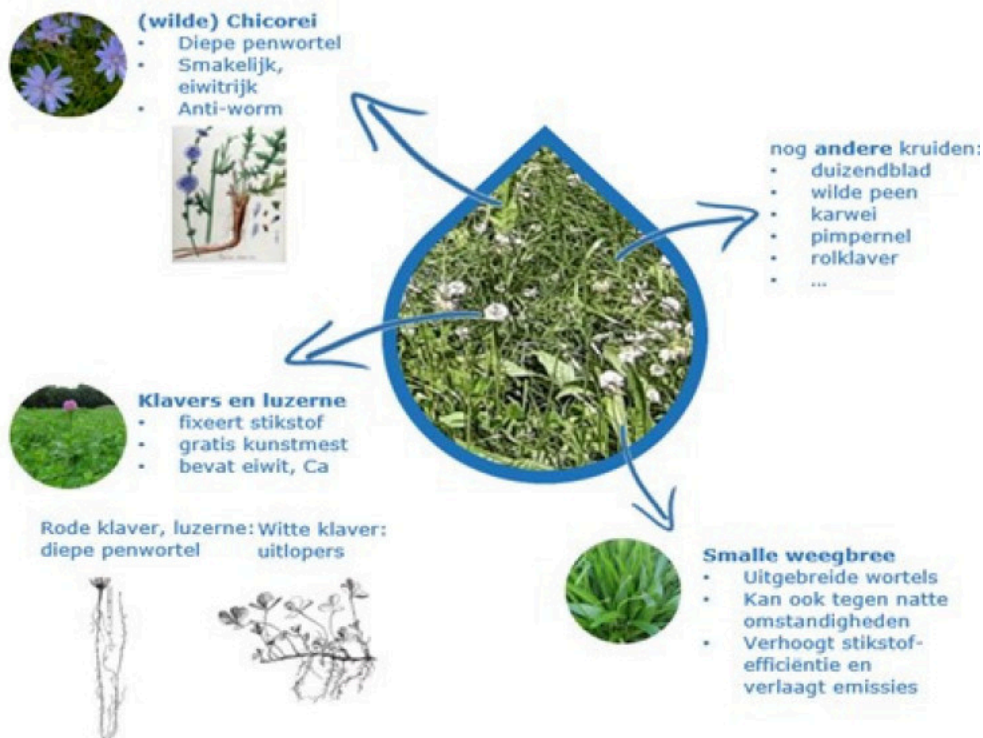 (wilde) Chicorei
• Diepe penwortel
• Smakelijk,
eiwitrijk
• Anti-worm
nog andere kruiden:
• duizendblad
• wilde peen
• karwei
• pimpernel
• rolklaver
• ...
Klavers en luzerne
• fixeert stikstof
• gratis kunstmest
• bevat eiwit, Ca
Rode klaver, luzerne:
diepe penwortel
Witte klaver:
uitlopers
Smalle weegbree
• Uitgebreide wortels
• Kan ook tegen natte
omstandigheden
• Verhoogt stikstof-
efficiëntie en
verlaagt emissies